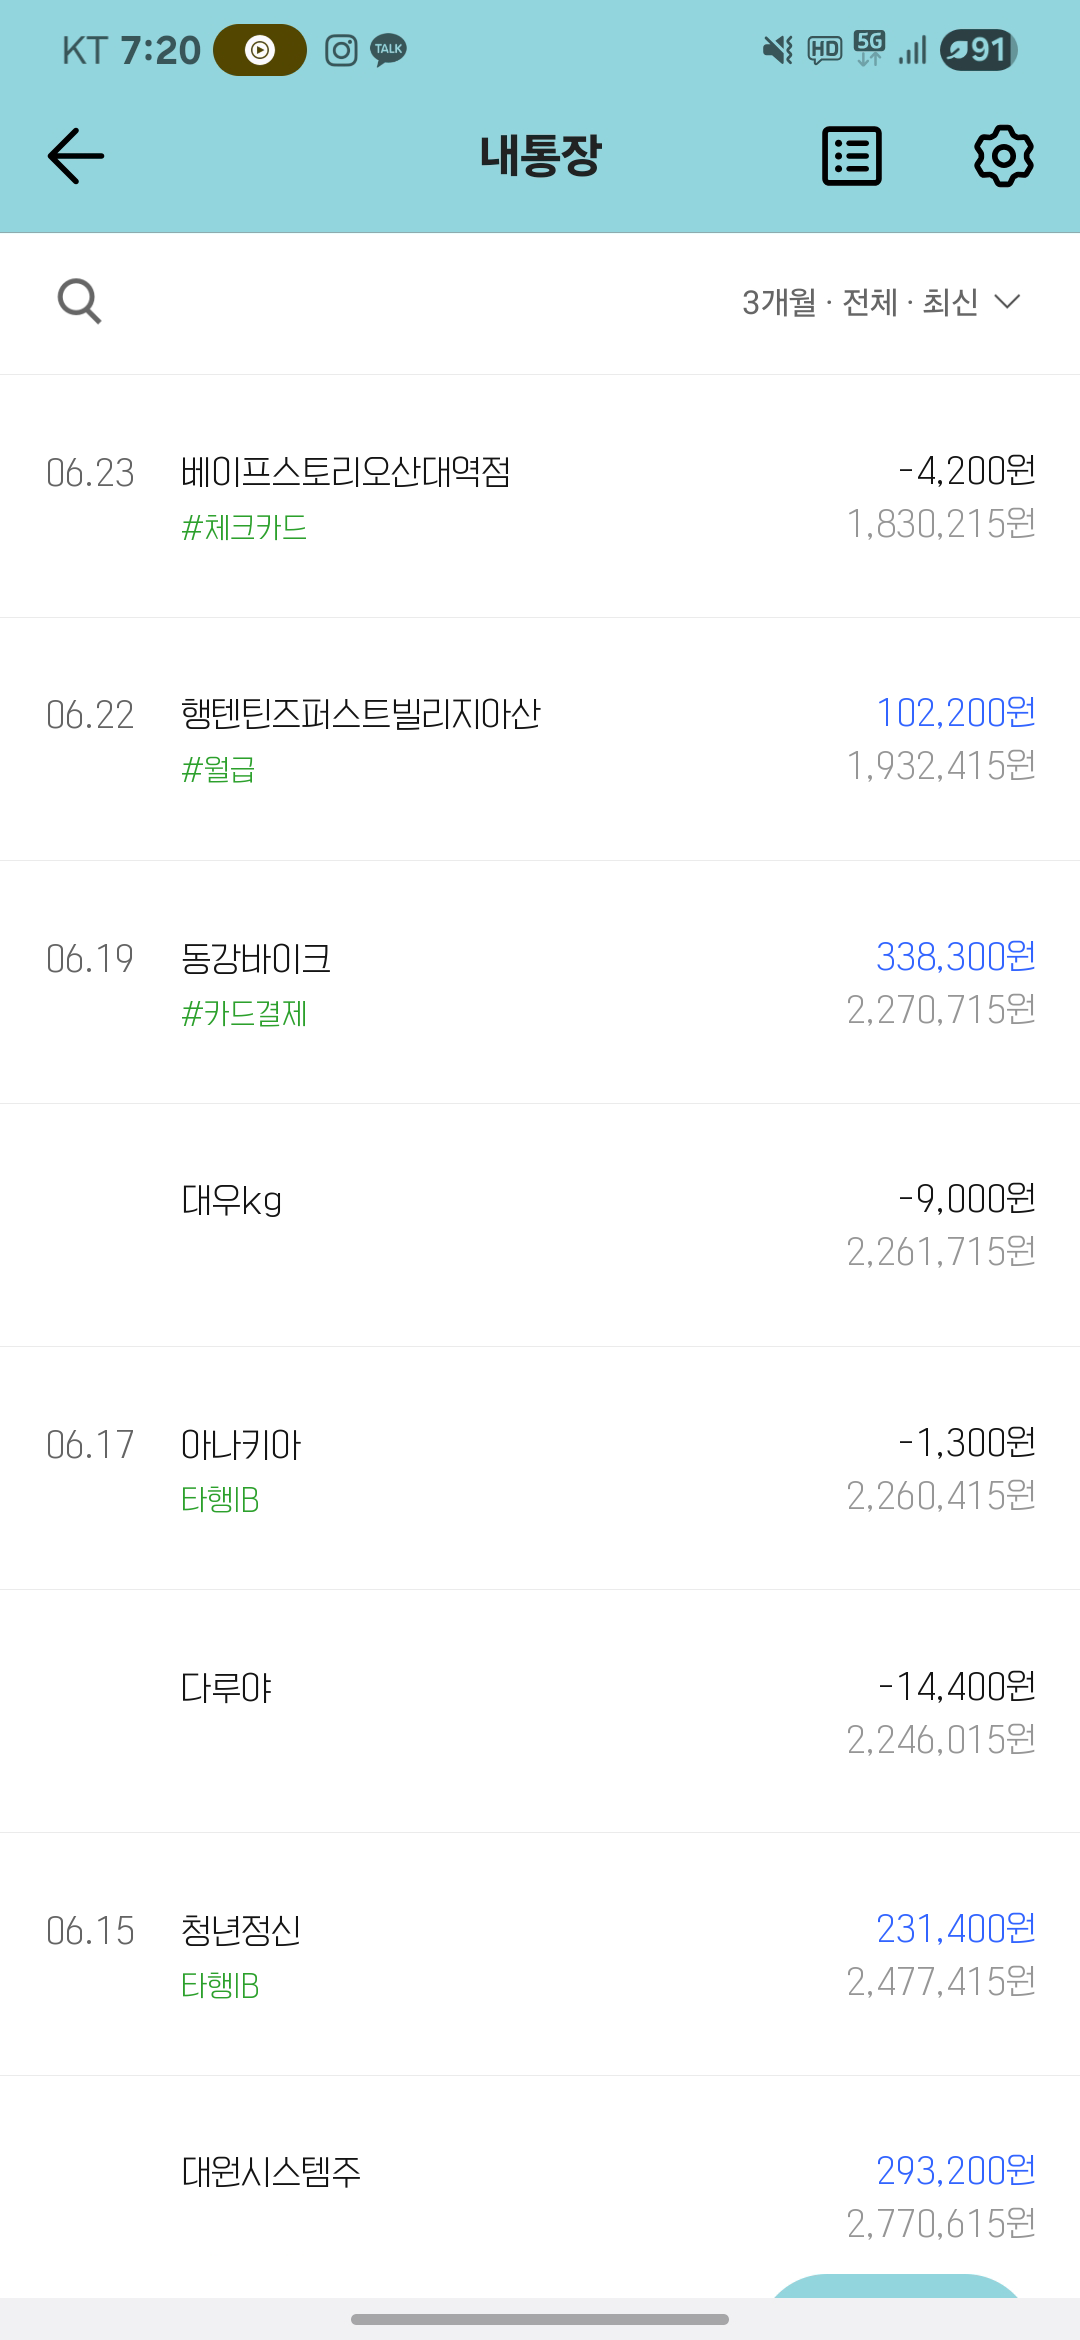 KT 7:20 TALK HD 5G 91
내통장
3개월 · 전체 · 최신
06.23 베이프스토리오산대역점 -4,200원
#체크카드 1,830,215원
06.22 행텐틴즈퍼스트빌리지아산 102,200원
#월급 1,932,415원
06.19 동강바이크 338,300원
#카드결제 2,270,715원
대우kg -9,000원
2,261,715원
06.17 아나키아 -1,300원
타행IB 2,260,415원
다루야 -14,400원
2,246,015원
06.15 청년정신 231,400원
타행IB 2,477,415원
대원시스템주 293,200원
2,770,615원